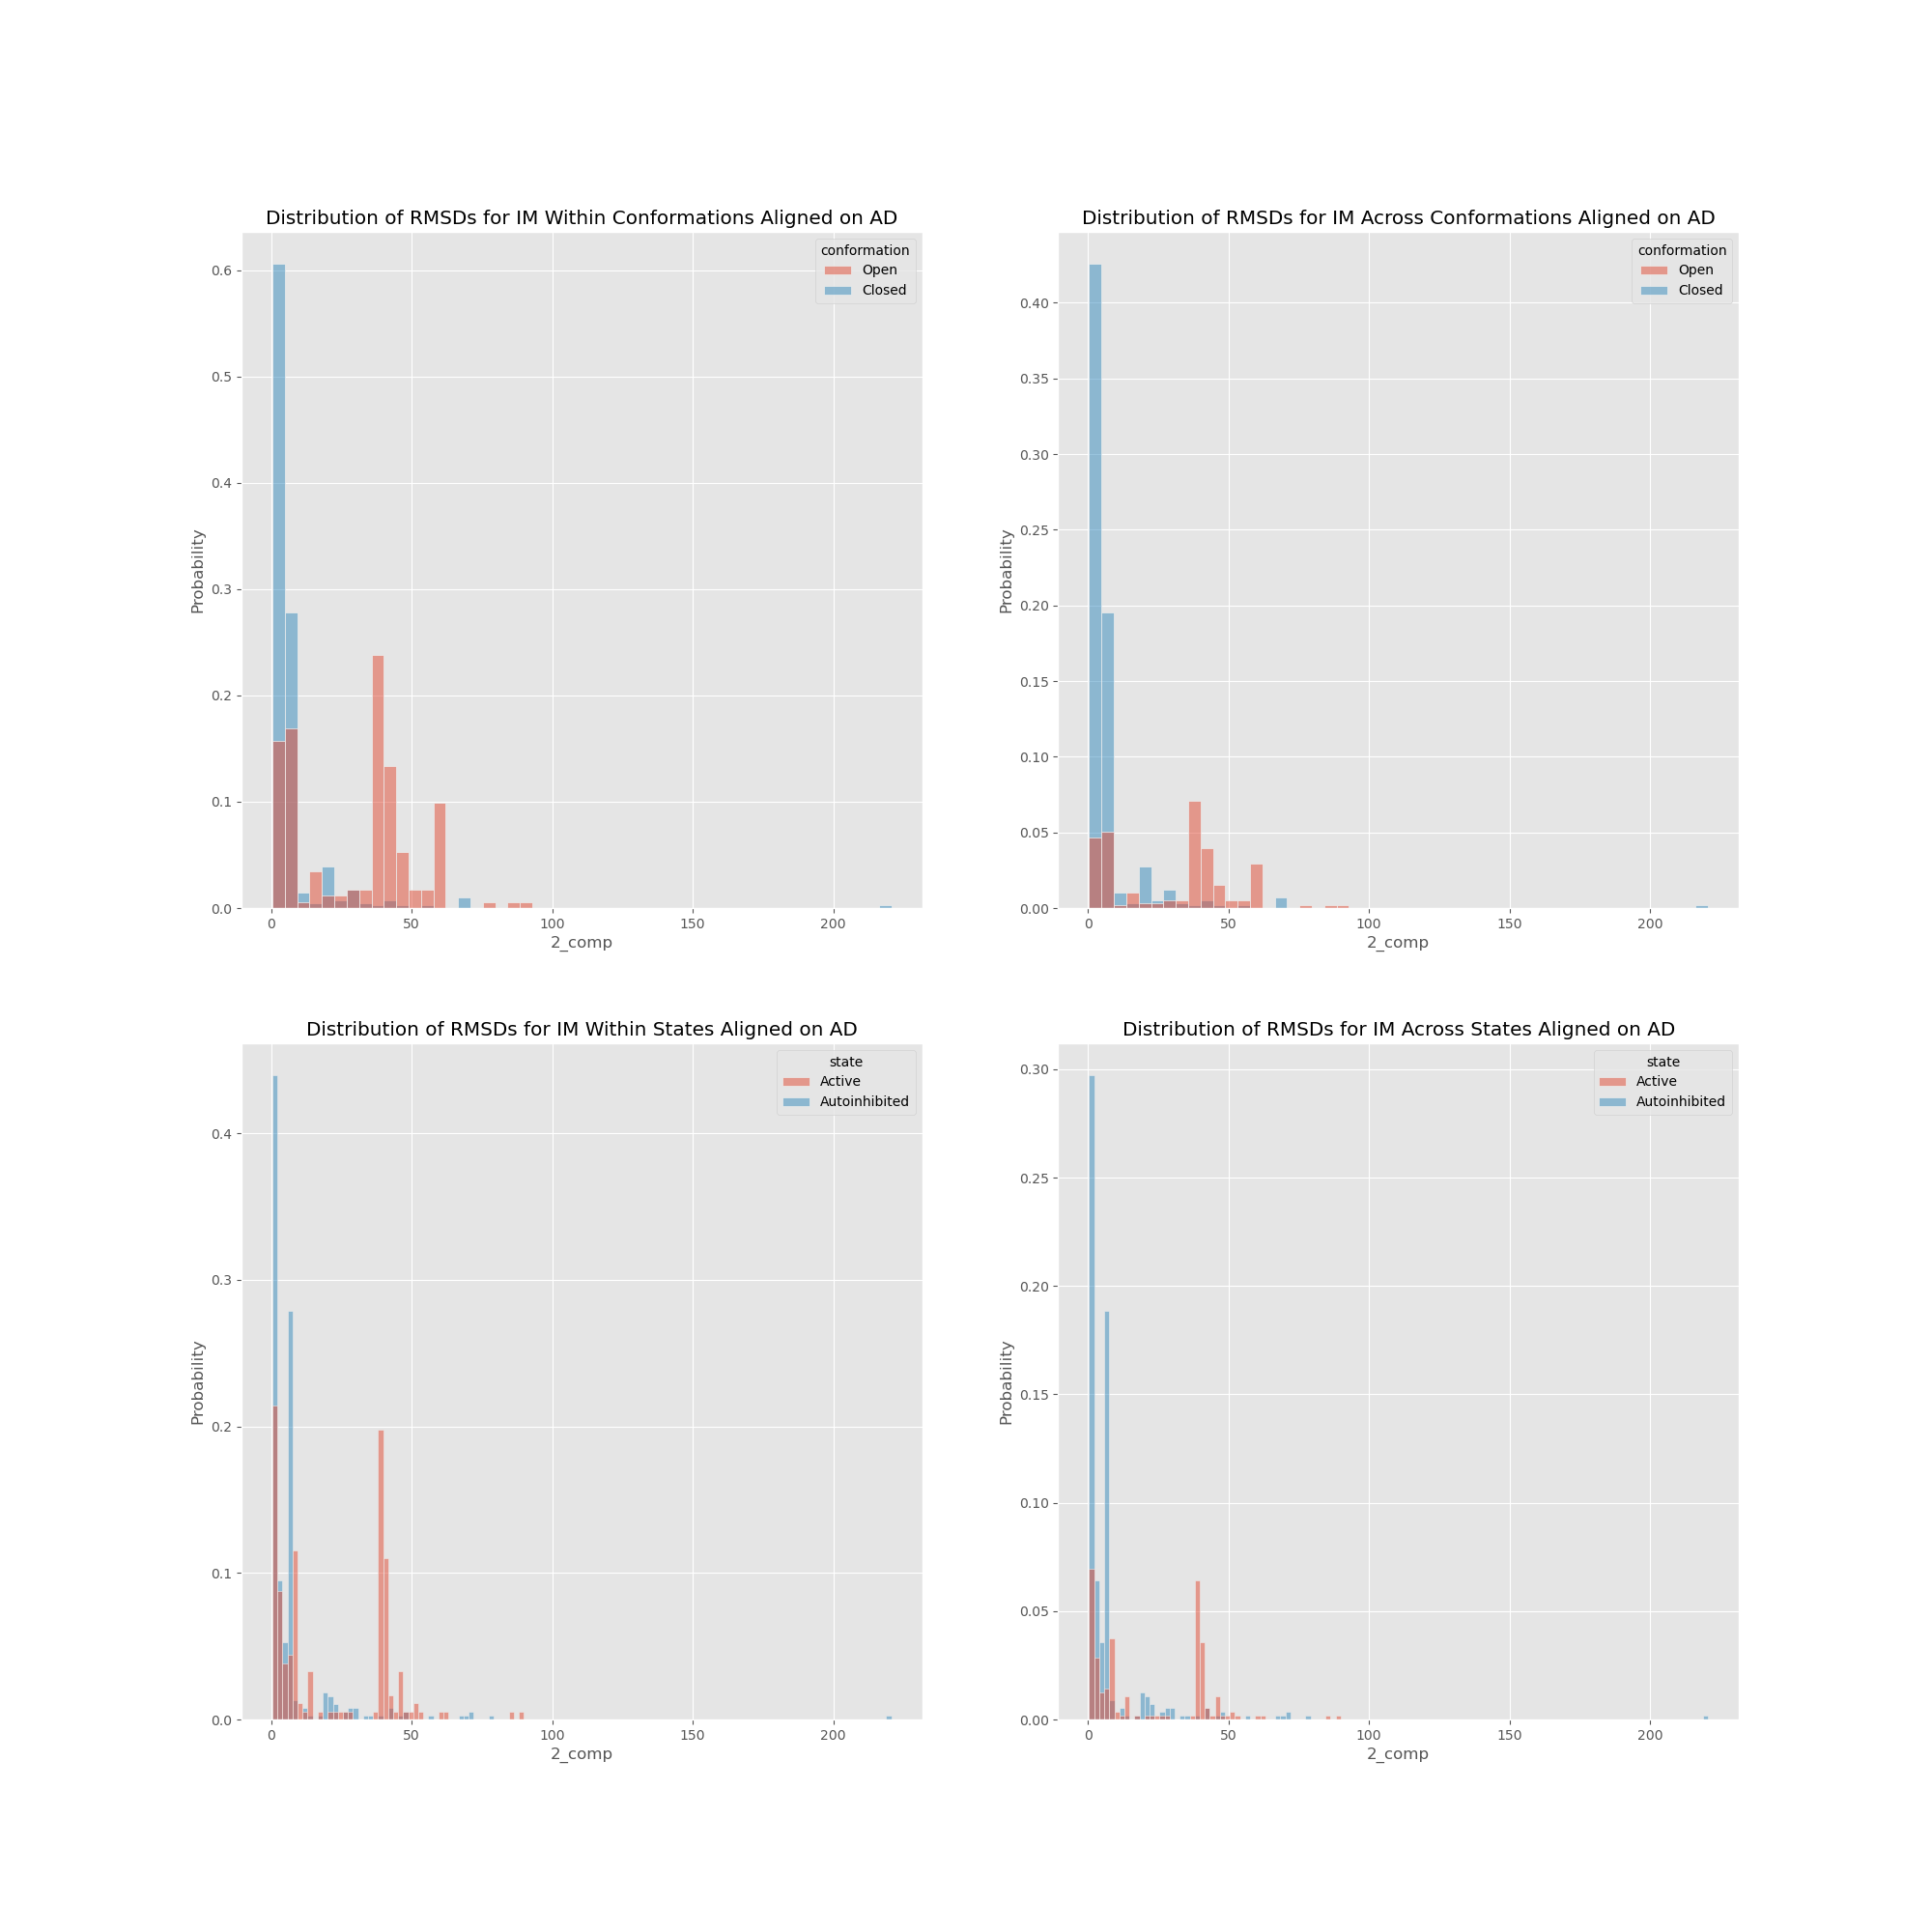 Distribution of RMSDs for IM Within Conformations Aligned on AD
conformation
Open
Closed
0.6
0.5
0.4
0.3
0.2
0.1
0.0
Probability
0 50 100 150 200
2_comp
Distribution of RMSDs for IM Across Conformations Aligned on AD
conformation
Open
Closed
0.40
0.35
0.30
0.25
0.20
0.15
0.10
0.05
0.00
Probability
0 50 100 150 200
2_comp
Distribution of RMSDs for IM Within States Aligned on AD
state
Active
Autoinhibited
0.4
0.3
0.2
0.1
0.0
Probability
0 50 100 150 200
2_comp
Distribution of RMSDs for IM Across States Aligned on AD
state
Active
Autoinhibited
0.30
0.25
0.20
0.15
0.10
0.05
0.00
Probability
0 50 100 150 200
2_comp